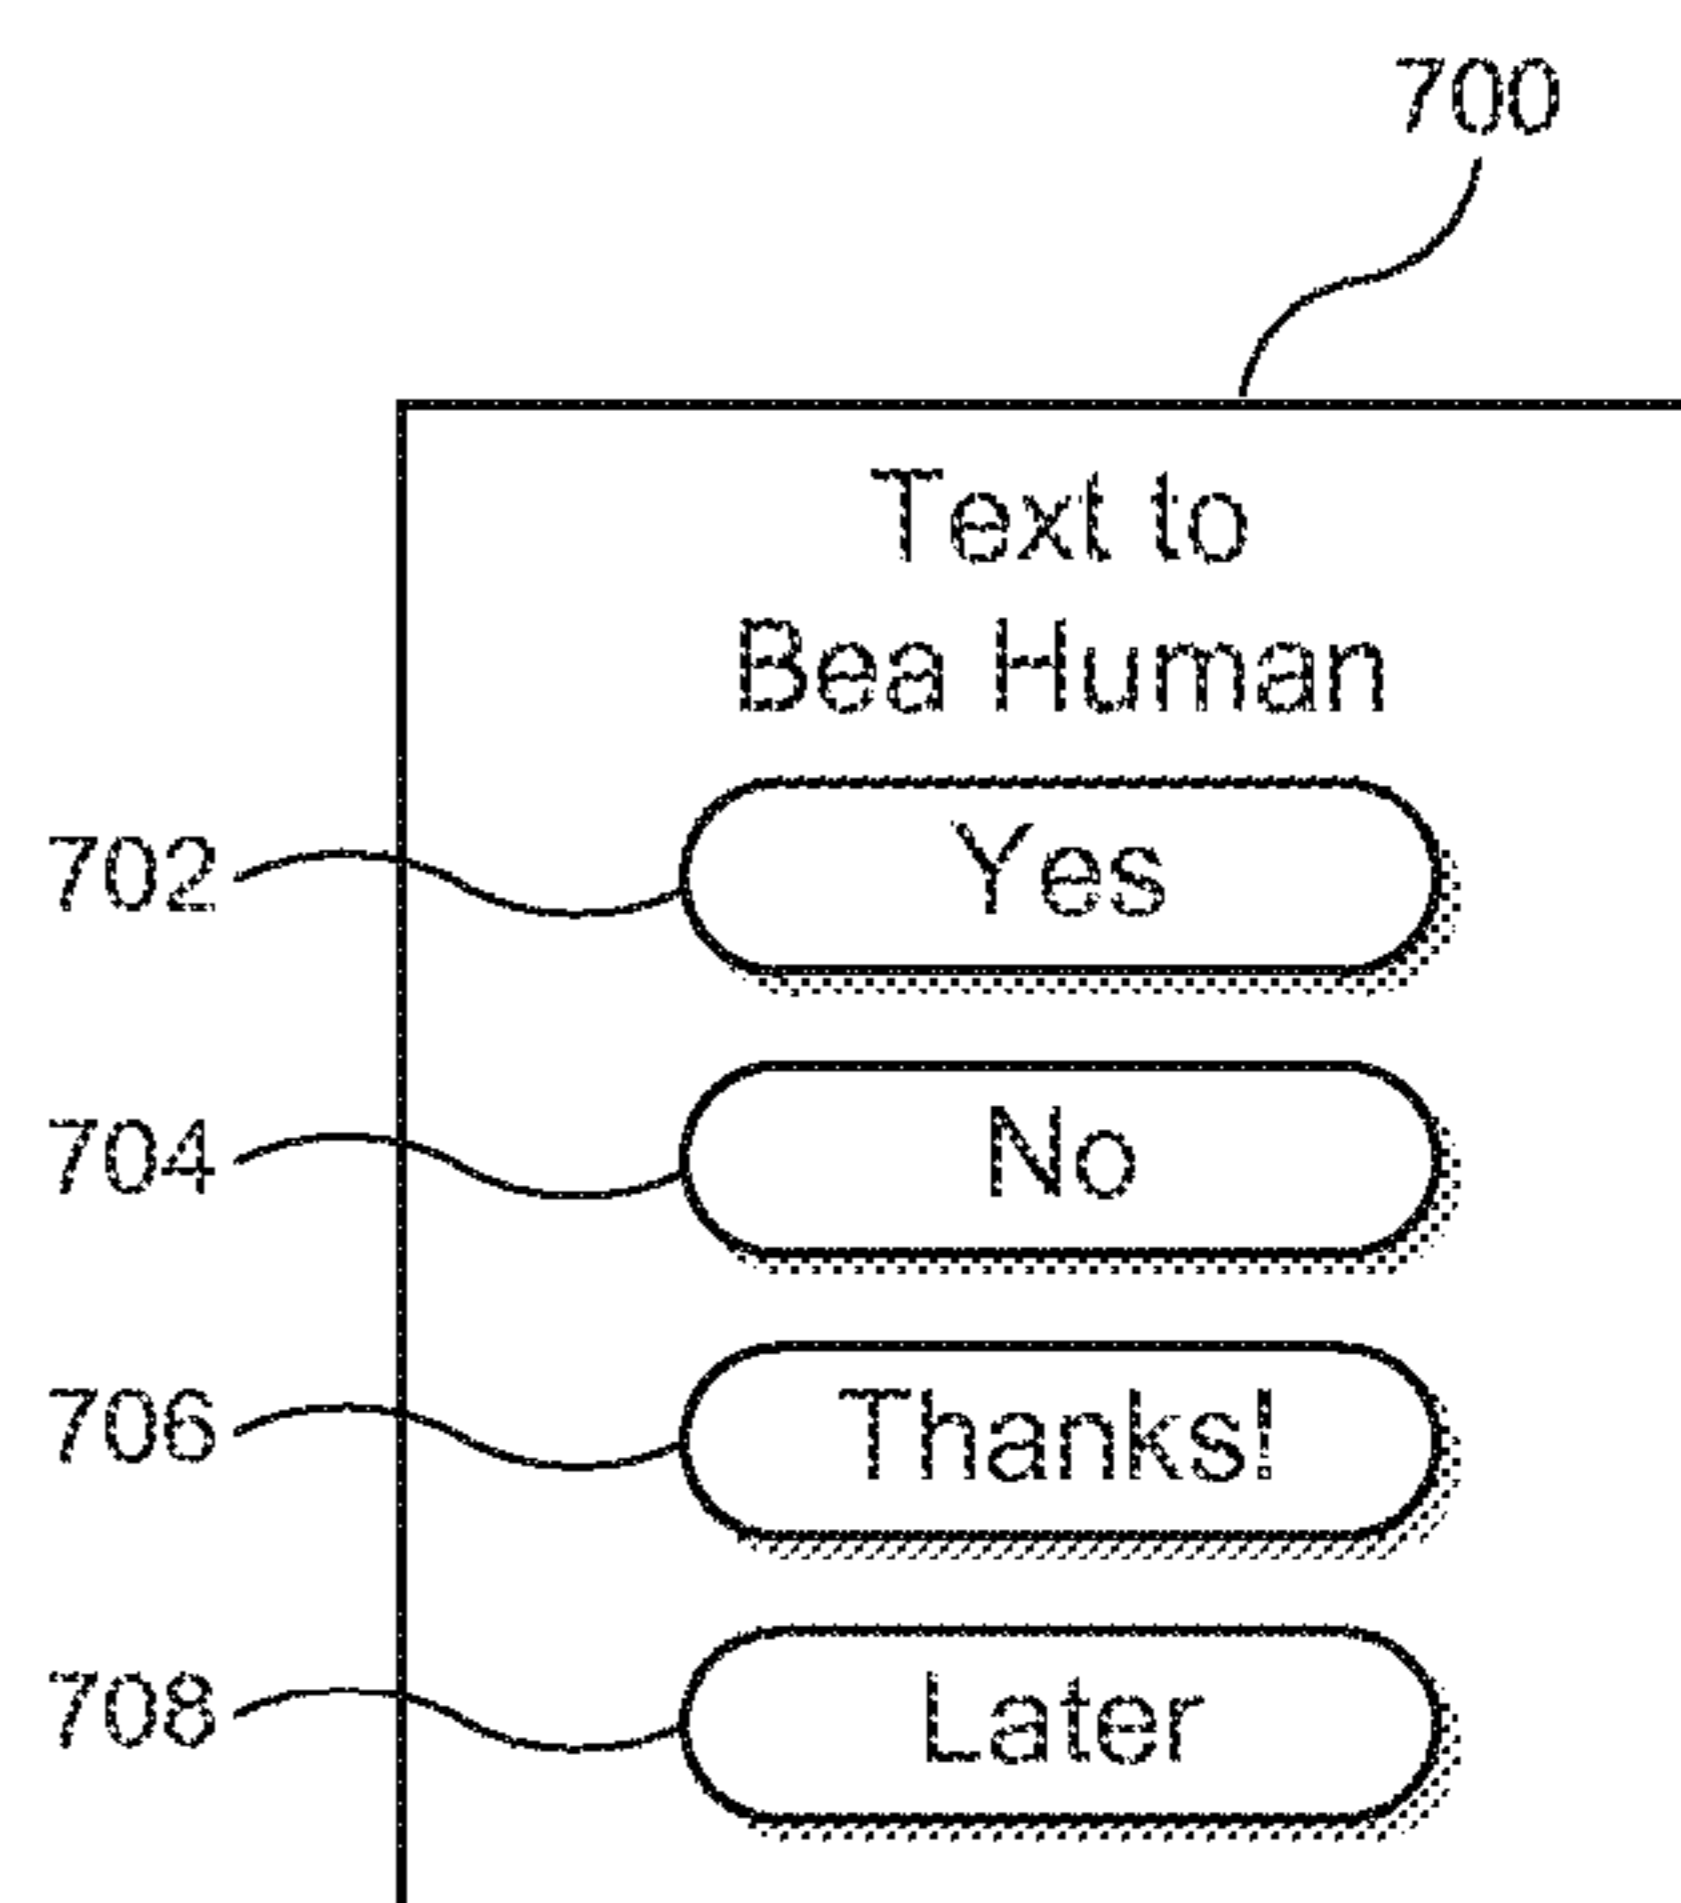 700
Text to
Bea Human
702 Yes
704 No
706 Thanks!
708 Later